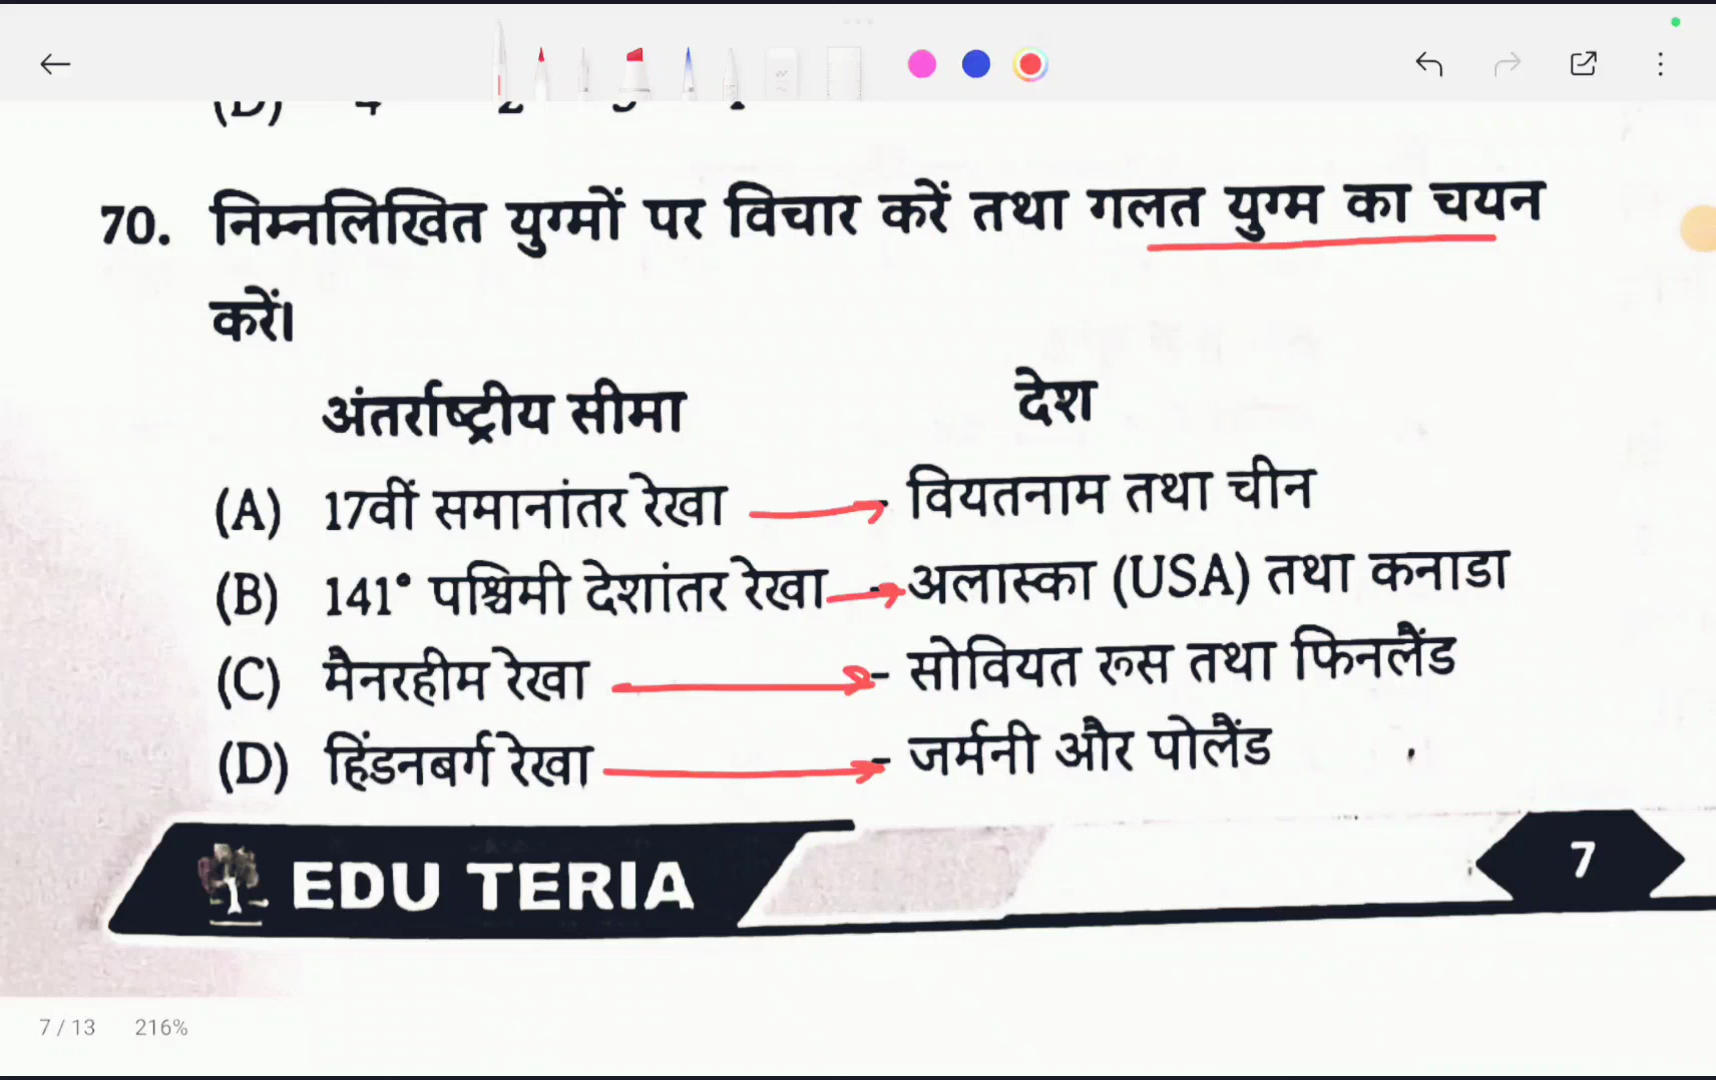 70. निम्नलिखित युग्मों पर विचार करें तथा गलत युग्म का चयन
करें।
अंतर्राष्ट्रीय सीमा देश
(A) 17वीं समानांतर रेखा - वियतनाम तथा चीन
(B) 141° पश्चिमी देशांतर रेखा - अलास्का (USA) तथा कनाडा
(C) मैनरहीम रेखा - सोवियत रूस तथा फिनलैंड
(D) हिंडनबर्ग रेखा - जर्मनी और पोलैंड
EDU TERIA
7
7 / 13 216%